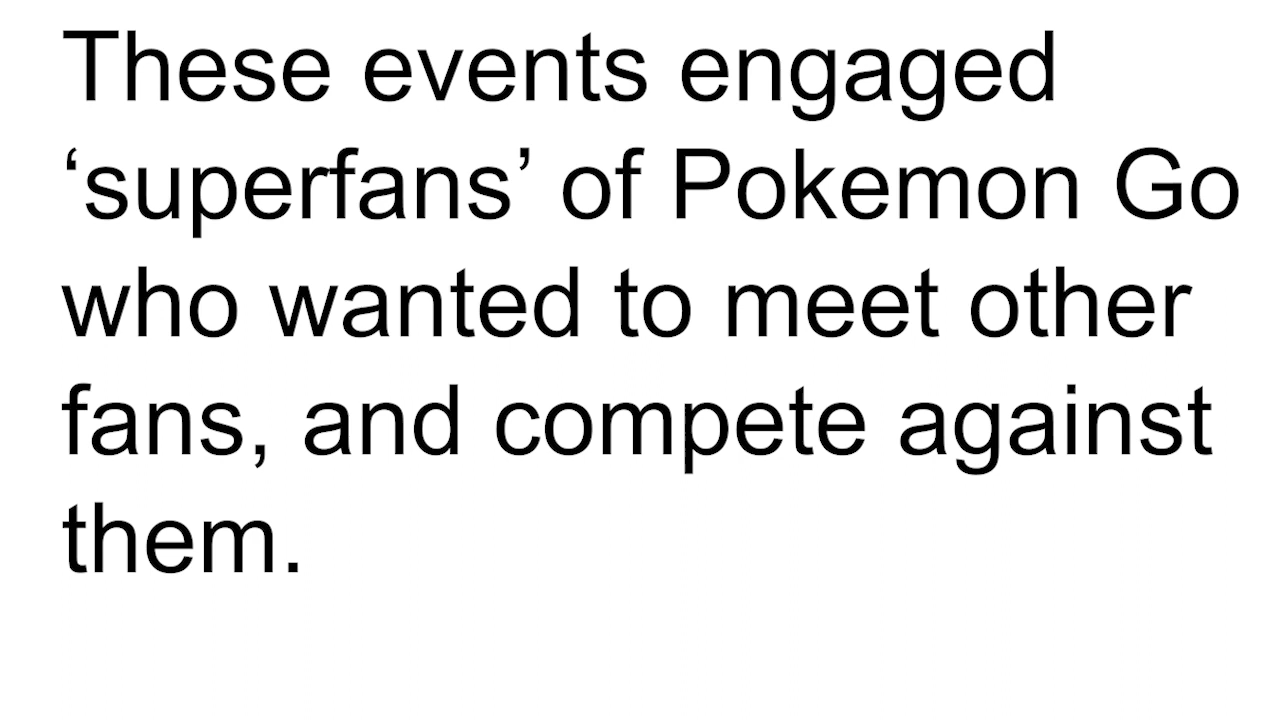 These events engaged
‘superfans’ of Pokemon Go
who wanted to meet other
fans, and compete against
them.